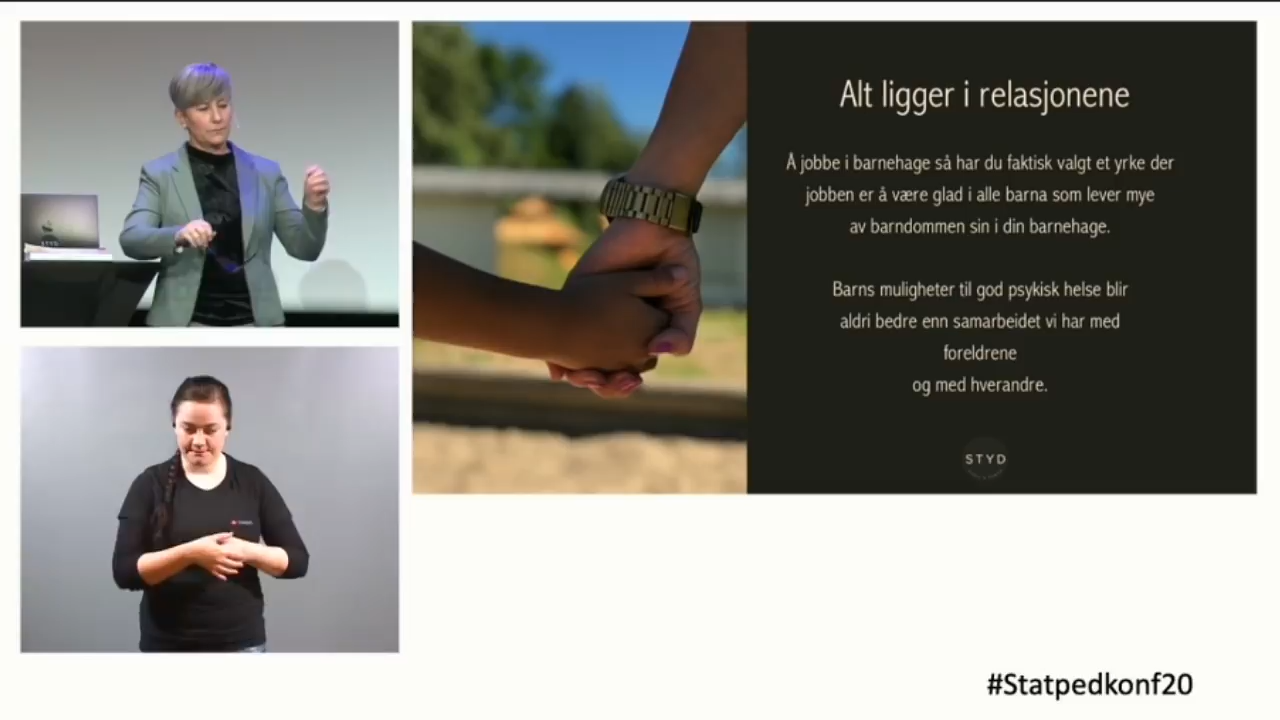 Alt ligger i relasjonene
Å jobbe i barnehage så har du faktisk valgt et yrke der
jobben er å være glad i alle barna som lever mye
av barndommen sin i din barnehage.
Barns muligheter til god psykisk helse blir
aldri bedre enn samarbeidet vi har med
foreldrene
og med hverandre.
STYD
STYD
#Statpedkonf20